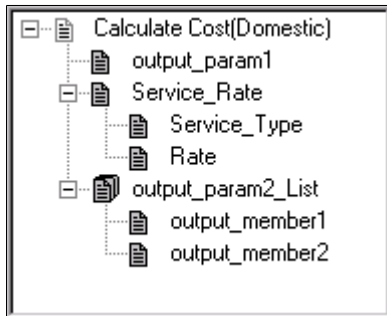 Calculate Cost(Domestic)
output_param1
Service_Rate
Service_Type
Rate
output_param2_List
output_member1
output_member2